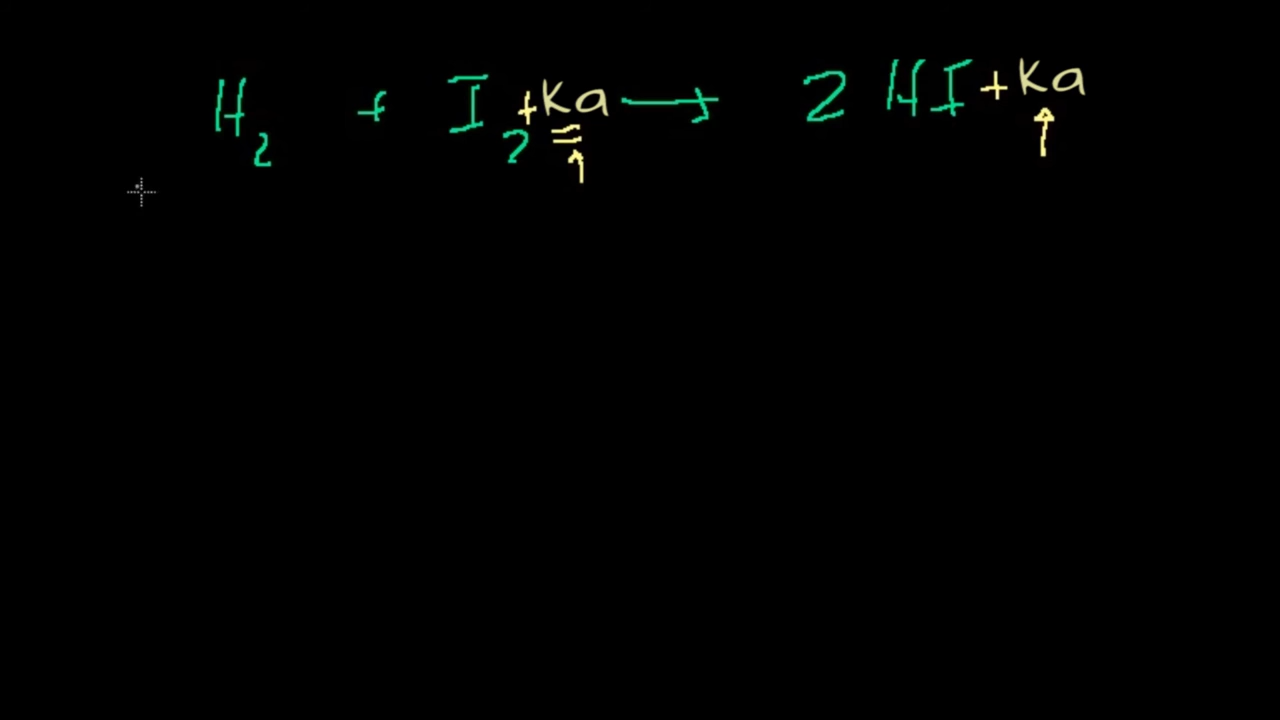 H₂ + I₂ + Ka → 2 HI + Ka